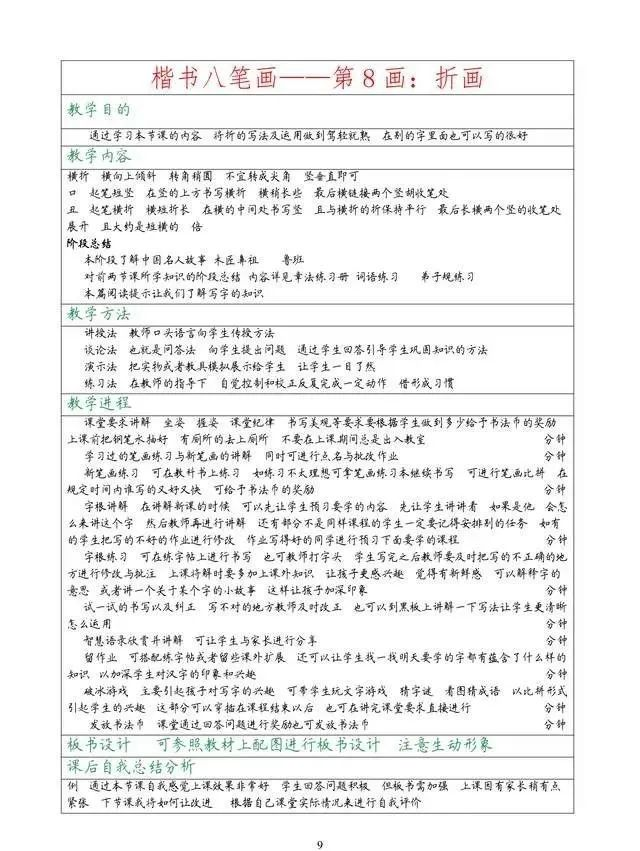 楷书八笔画——第8画：折画
教学目的
通过学习本节课的内容 将折的写法及运用做到驾轻就熟 在别的字里面也可以写的很好
教学内容
横折 横向上倾斜 转角稍圆 不宜转成尖角 竖垂直即可
口 起笔短竖 在竖的上方书写横折 横稍长些 最后横链接两个竖胡收笔处
且 起笔横折 横短折长 在横的中间处书写竖 且与横折的折保持平行 最后长横两个竖的收笔处
展开 且大约是短横的 倍
阶段总结
本阶段了解中国名人故事 木匠鼻祖 鲁班
对前两节课所学知识的阶段总结 内容详见章法练习册 词语练习 弟子规练习
本篇阅读提示让我们了解写字的知识
教学方法
讲授法 教师口头语言向学生传授方法
谈论法 也就是问答法 向学生提出问题 通过学生回答引导学生巩固知识的方法
演示法 把实物或者教具模拟展示给学生 让学生一目了然
练习法 在教师的指导下 自觉控制和校正反复完成一定动作 借形成习惯
教学进程
课堂要求讲解 坐姿 握姿 课堂纪律 书写美观等要求要根据学生做到多少给予书法币的奖励
上课前把钢笔水抽好 有厕所的去上厕所 不要在上课期间总是出入教室 分钟
学习过的笔画练习与新笔画的讲解 同时可进行点名与批改作业 分钟
新笔画练习 可在教科书上练习 如练习不太理想可拿笔画练习本继续书写 可进行笔画比拼 在
规定时间内谁写的又好又快 可给予书法币的奖励 分钟
字根讲解 在讲解新课的时候 可以先让学生预习要学的内容 先让学生讲讲看 如果是他 会怎
么来讲这个字 然后教师再进行讲解 还有部分不是同样课程的学生一定要记得安排别的任务 如有
的学生把写的不好的作业进行修改 作业写得好的同学进行预习下面要学的课程 分钟
字根练习 可在练字帖上进行书写 也可教师打字头 学生写完之后教师要及时把写的不正确的地
方进行修改与批注 上课将解时要多加上课外知识 让孩子更感兴趣 觉得有新鲜感 可以解释字的
意思 或者讲一个关于某个字的小故事 这样让孩子加深印象 分钟
试一试的书写以及纠正 写不对的地方教师及时改正 也可以到黑板上讲解一下写法让学生更清晰
怎么运用 分钟
智慧语录欣赏并讲解 可让学生与家长进行分享 分钟
留作业 可搭配练字帖或者留些课外扩展 还可以让学生找一找明天要学的字都有蕴含了什么样的
知识 以加深学生对汉字的印象和兴趣 分钟
破冰游戏 主要引起孩子对写字的兴趣 可带学生玩文字游戏 猜字谜 看图猜成语 以比拼形式
引起学生的兴趣 这部分可以穿插在课程结束以后 也可在讲完课堂要求直接进行 分钟
发放书法币 课堂通过回答问题进行奖励也可发放书法币 分钟
板书设计 可参照教材上配图进行板书设计 注意生动形象
课后自我总结分析
例 通过本节课自我感觉上课效果非常好 学生回答问题积极 但板书需加强 上课因有家长稍有点
紧张 下节课我将如何让改进 根据自己课堂实际情况来进行自我评价
9